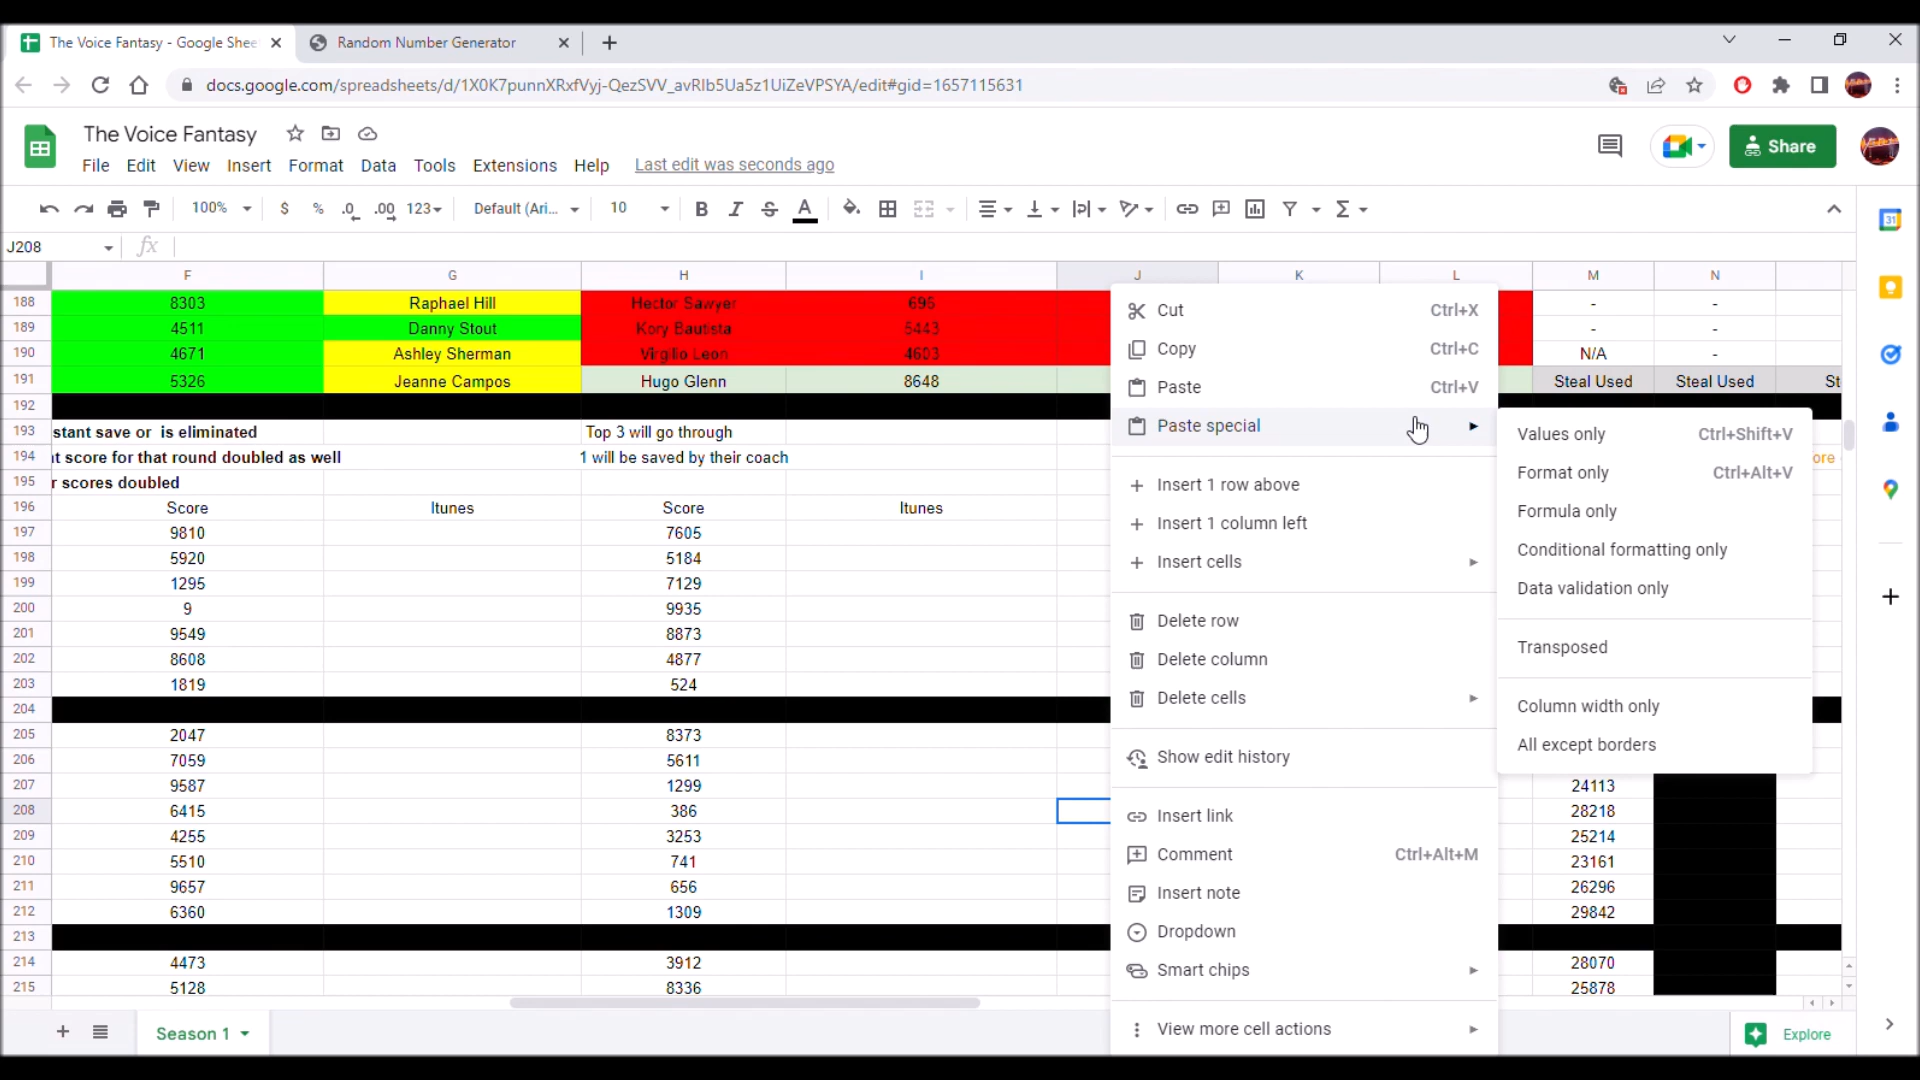 The Voice Fantasy - Google Shee
Random Number Generator
docs.google.com/spreadsheets/d/1X0K7punnXRxfVyj-QezSVV_avRIb5Ua5z1UiZeVPSYA/edit#gid=1657115631
The Voice Fantasy
File Edit View Insert Format Data Tools Extensions Help Last edit was seconds ago
Share
100% $ % .0 .00 123 Default (Ari... 10 B I S A
J208 fx
F G H I J K L M N
188 8303 Raphael Hill Hector Sawyer 696 - -
189 4511 Danny Stout Kory Bautista 5443 - -
190 4671 Ashley Sherman Virgilio Leon 4603 N/A -
191 5326 Jeanne Campos Hugo Glenn 8648 Steal Used Steal Used St
192
193 stant save or is eliminated Top 3 will go through
194 t score for that round doubled as well 1 will be saved by their coach ore
195 r scores doubled
196 Score Itunes Score Itunes
197 9810 7605
198 5920 5184
199 1295 7129
200 9 9935
201 9549 8873
202 8608 4877
203 1819 524
204
205 2047 8373
206 7059 5611
207 9587 1299 24113
208 6415 386 28218
209 4255 3253 25214
210 5510 741 23161
211 9657 656 26296
212 6360 1309 29842
213
214 4473 3912 28070
215 5128 8336 25878
Cut Ctrl+X
Copy Ctrl+C
Paste Ctrl+V
Paste special
Insert 1 row above
Insert 1 column left
Insert cells
Delete row
Delete column
Delete cells
Show edit history
Insert link
Comment Ctrl+Alt+M
Insert note
Dropdown
Smart chips
View more cell actions
Values only Ctrl+Shift+V
Format only Ctrl+Alt+V
Formula only
Conditional formatting only
Data validation only
Transposed
Column width only
All except borders
31
Season 1
Explore